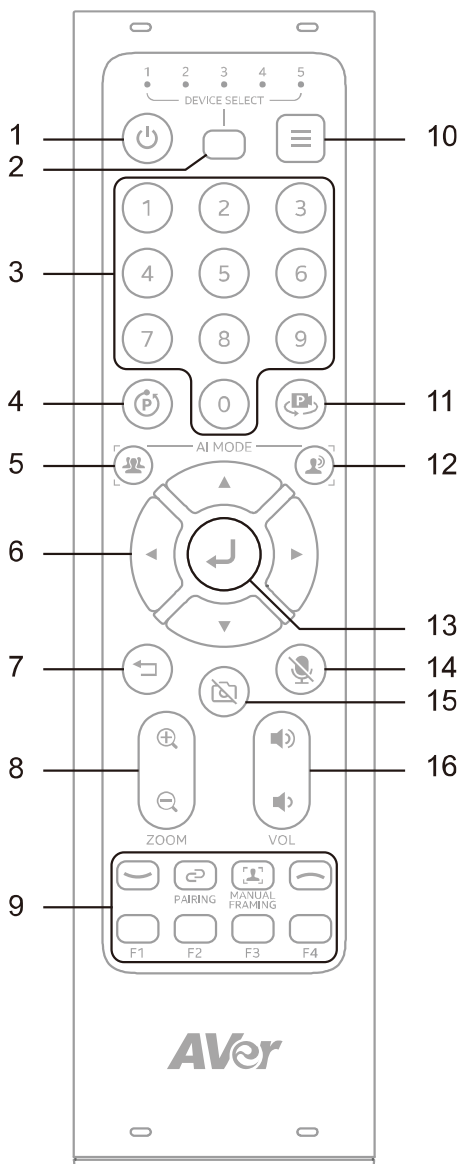 1 2 3 4 5
DEVICE SELECT
1
10
2
1 2 3
3
4 5 6
7 8 9
4
P
0
P
11
5
AI MODE
12
6
13
7
14
15
8
16
ZOOM VOL
9
PAIRING
MANUAL
FRAMING
F1 F2 F3 F4
AVer